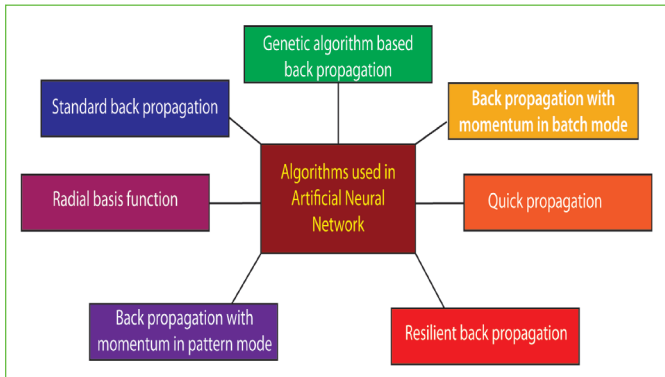 Genetic algorithm based
back propagation
Standard back propagation
Back propagation with
momentum in batch mode
Algorithms used in
Artificial Neural
Network
Radial basis function
Quick propagation
Back propagation with
momentum in pattern mode
Resilient back propagation